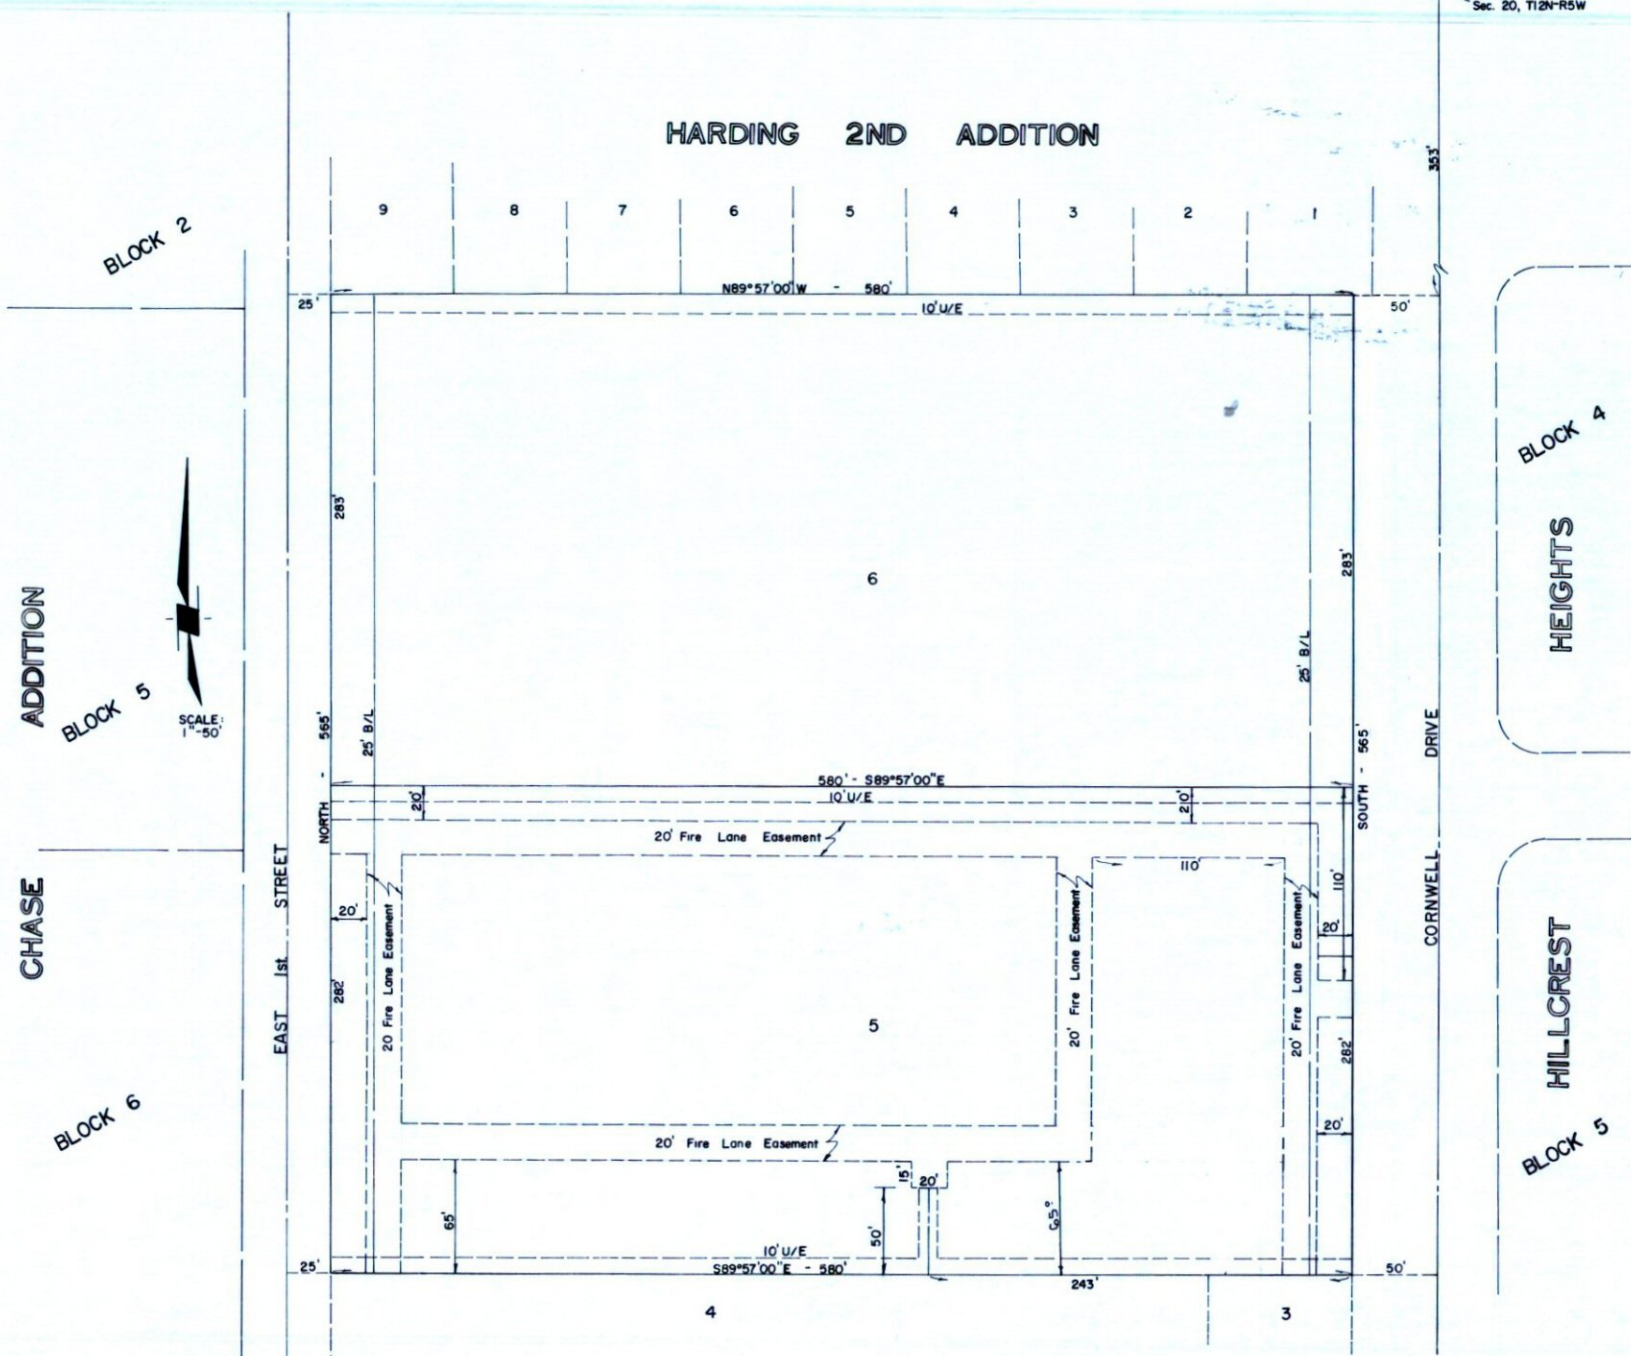 Sec. 20, T12N-R5W
HARDING 2ND ADDITION
353'
9 8 7 6 5 4 3 2 1
BLOCK 2
N89°57'00"W - 580'
25'
50'
10' U/E
BLOCK 4
283'
283'
HEIGHTS
6
ADDITION
BLOCK 5
SCALE:
1"-50'
25' B/L
25' B/L
NORTH - 565'
SOUTH - 565'
DRIVE
580' - S89°57'00"E
10' U/E
20'
20'
20' Fire Lane Easement
110'
110'
CHASE
EAST 1st STREET
CORNWELL
20'
20'
282'
20 Fire Lane Easement
20' Fire Lane Easement
20' Fire Lane Easement
5
282'
HILLCREST
BLOCK 6
20'
BLOCK 5
20' Fire Lane Easement
15'
20'
65'
50'
65°
10' U/E
25'
S89°57'00"E - 580'
50'
243'
4
3